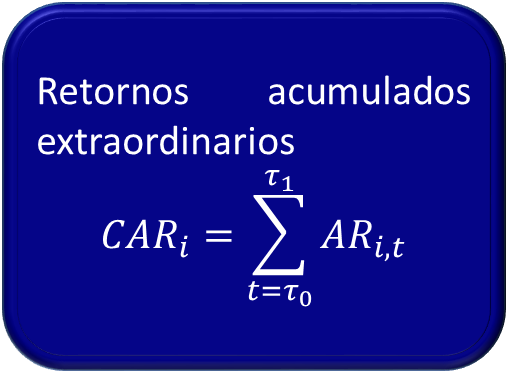 Retornos acumulados
extraordinarios
$CAR_i = \sum_{t=\tau_0}^{\tau_1} AR_{i,t}$